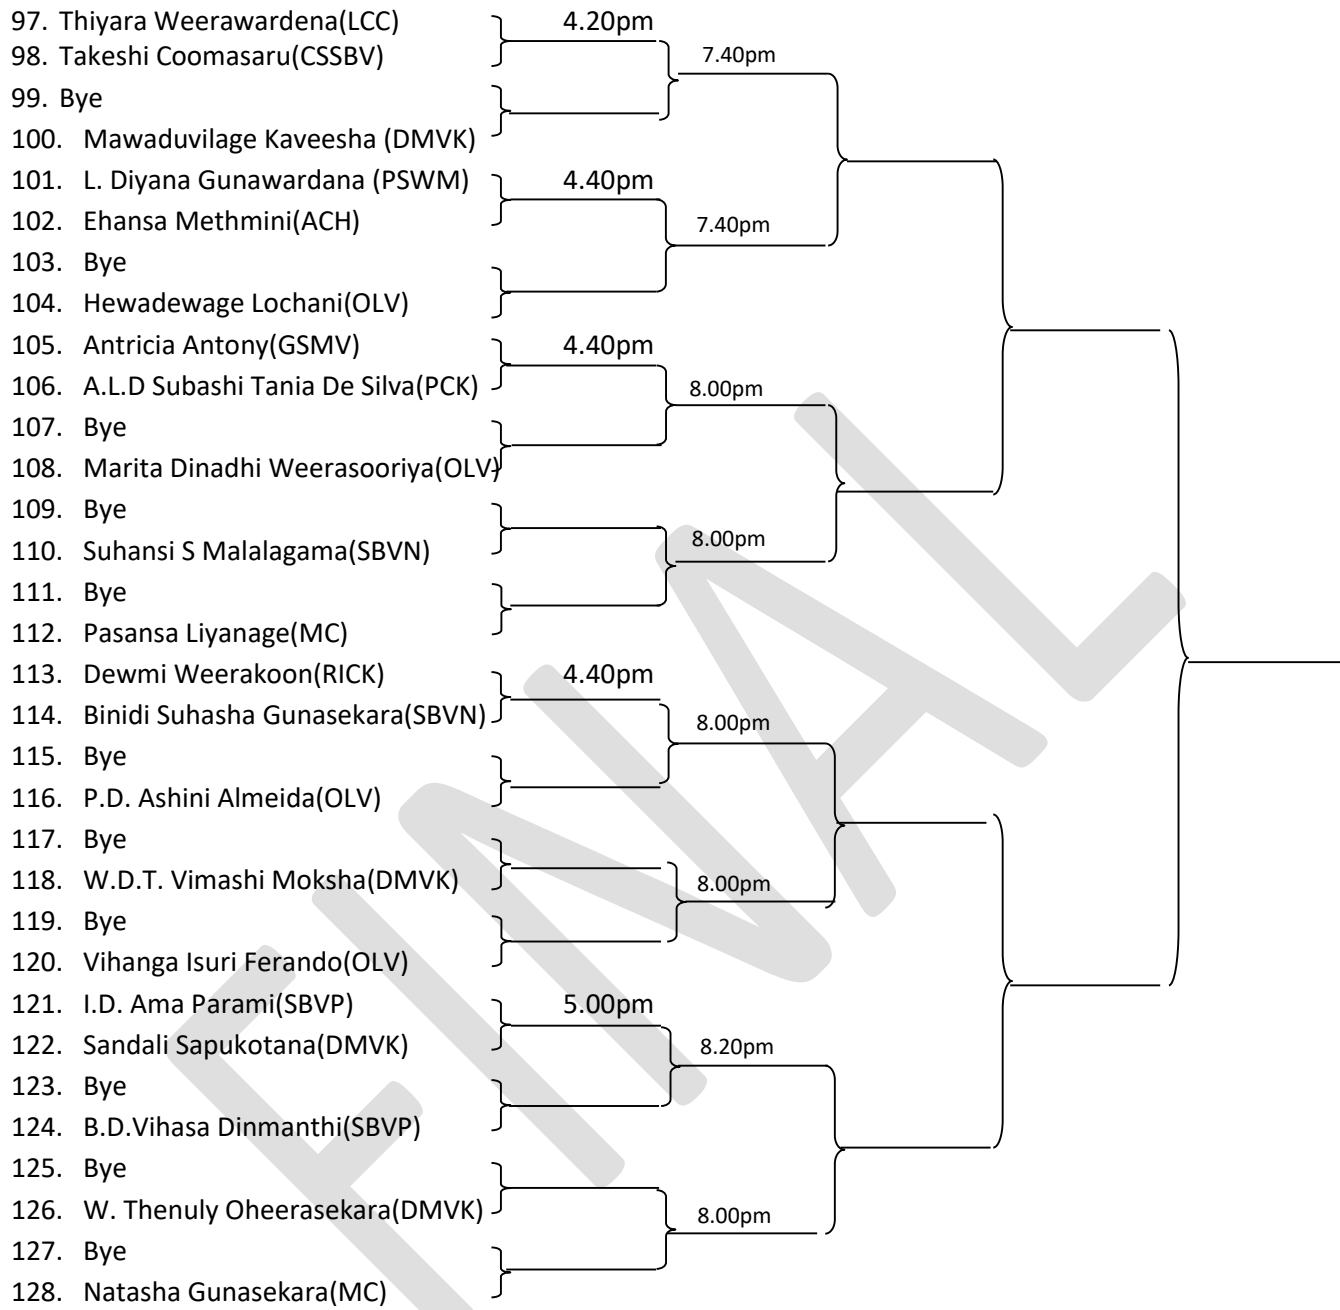 97. Thiyara Weerawardena(LCC) 4.20pm
98. Takeshi Coomasaru(CSSBV) 7.40pm
99. Bye
100. Mawaduvilage Kaveesha (DMVK)
101. L. Diyana Gunawardana (PSWM) 4.40pm
102. Ehansa Methmini(ACH) 7.40pm
103. Bye
104. Hewadewage Lochani(OLV)
105. Antricia Antony(GSMV) 4.40pm
106. A.L.D Subashi Tania De Silva(PCK) 8.00pm
107. Bye
108. Marita Dinadhi Weerasooriya(OLV)
109. Bye
110. Suhansi S Malalagama(SBVN) 8.00pm
111. Bye
112. Pasansa Liyanage(MC)
113. Dewmi Weerakoon(RICK) 4.40pm
114. Binidi Suhasha Gunasekara(SBVN) 8.00pm
115. Bye
116. P.D. Ashini Almeida(OLV)
117. Bye
118. W.D.T. Vimashi Moksha(DMVK) 8.00pm
119. Bye
120. Vihanga Isuri Ferando(OLV)
121. I.D. Ama Parami(SBVP) 5.00pm
122. Sandali Sapukotana(DMVK) 8.20pm
123. Bye
124. B.D.Vihasa Dinmanthi(SBVP)
125. Bye
126. W. Thenuly Oheerasekara(DMVK) 8.00pm
127. Bye
128. Natasha Gunasekara(MC)
FINAL